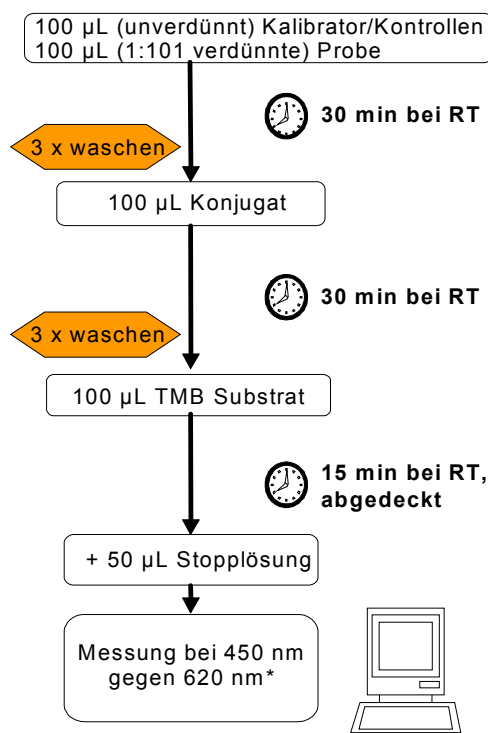 100 µL (unverdünnt) Kalibrator/Kontrollen
100 µL (1:101 verdünnte) Probe
30 min bei RT
3 x waschen
100 µL Konjugat
30 min bei RT
3 x waschen
100 µL TMB Substrat
15 min bei RT,
abgedeckt
+ 50 µL Stopplösung
Messung bei 450 nm
gegen 620 nm*